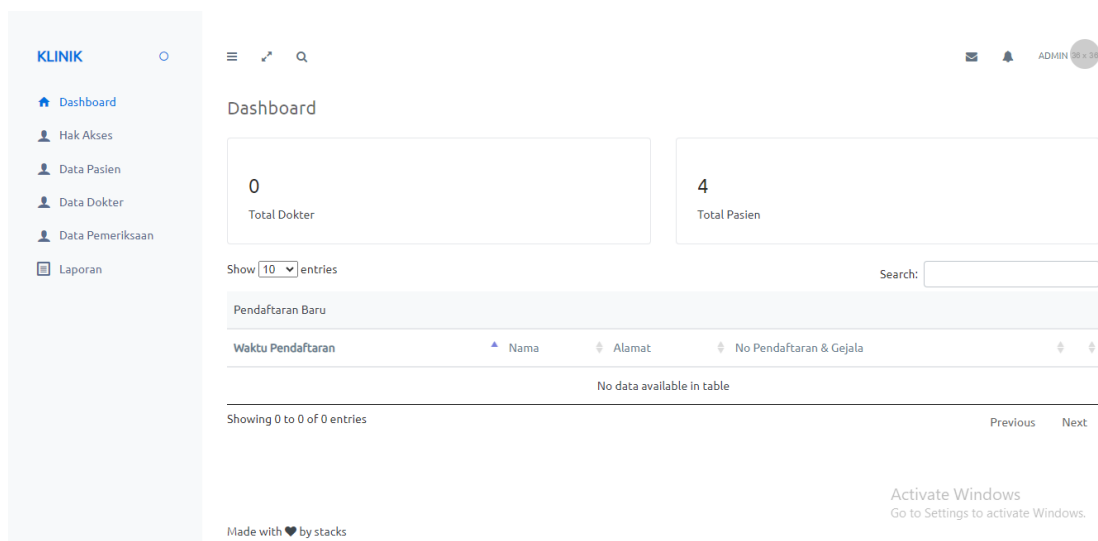 KLINIK
ADMIN 36 x 36
Dashboard
Hak Akses
Data Pasien
Data Dokter
Data Pemeriksaan
Laporan
Dashboard
0
Total Dokter
4
Total Pasien
Show 10 entries
Search:
Pendaftaran Baru
Waktu Pendaftaran Nama Alamat No Pendaftaran & Gejala
No data available in table
Showing 0 to 0 of 0 entries
Previous Next
Activate Windows
Go to Settings to activate Windows.
Made with ❤ by stacks